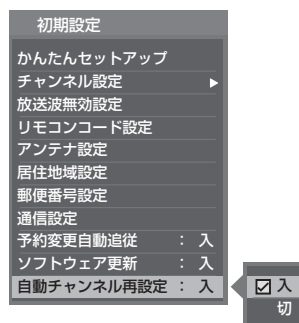 初期設定
かんたんセットアップ
チャンネル設定
放送波無効設定
リモコンコード設定
アンテナ設定
居住地域設定
郵便番号設定
通信設定
予約変更自動追従 ： 入
ソフトウェア更新 ： 入
自動チャンネル再設定 ： 入
入
切